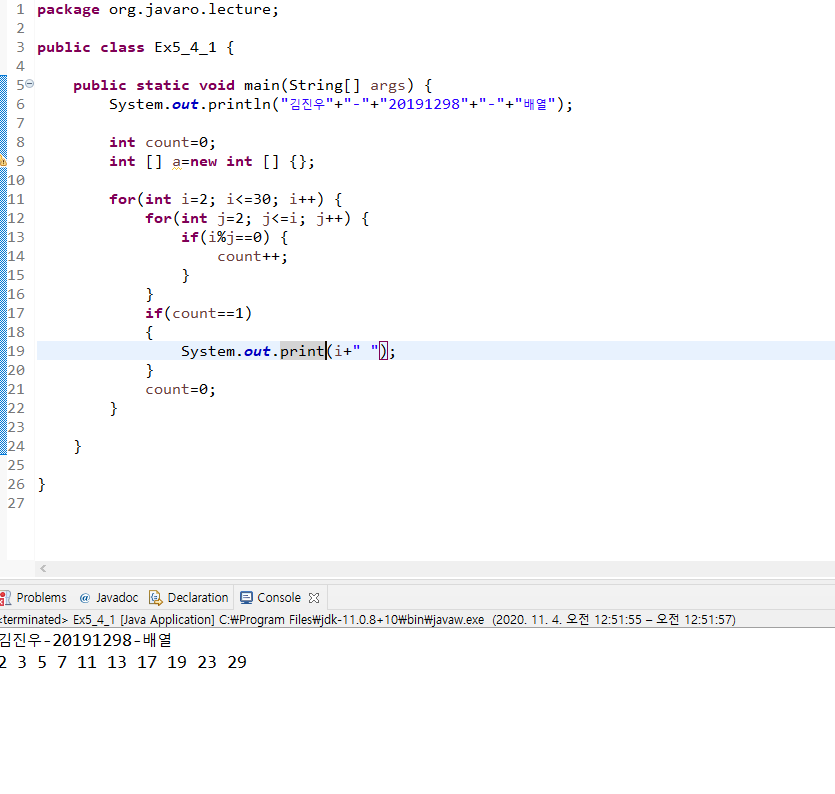 1 package org.javaro.lecture;
2
3 public class Ex5_4_1 {
4
5 public static void main(String[] args) {
6 System.out.println("김진우"+"-"+"20191298"+"-"+"배열");
7
8 int count=0;
9 int [] a=new int [] {};
10
11 for(int i=2; i<=30; i++) {
12 for(int j=2; j<=i; j++) {
13 if(i%j==0) {
14 count++;
15 }
16 }
17 if(count==1)
18 {
19 System.out.print(i+" ");
20 }
21 count=0;
22 }
23
24 }
25
26 }
27
Problems @ Javadoc Declaration Console
<terminated> Ex5_4_1 [Java Application] C:₩Program Files₩jdk-11.0.8+10₩bin₩javaw.exe (2020. 11. 4. 오전 12:51:55 – 오전 12:51:57)
김진우-20191298-배열
2 3 5 7 11 13 17 19 23 29